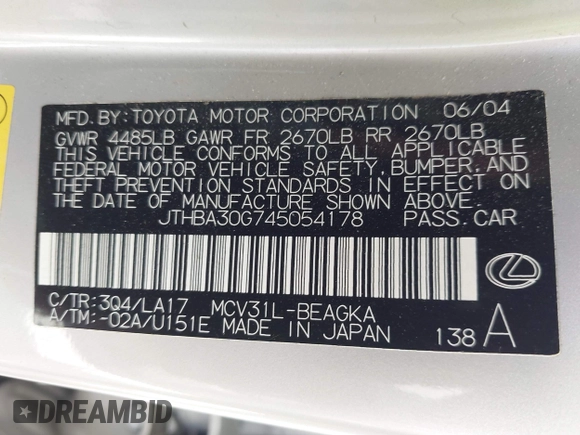 MFD. BY: TOYOTA MOTOR CORPORATION 06/04
GVWR 4485LB GAWR FR 2670LB RR 2670LB
THIS VEHICLE CONFORMS TO ALL APPLICABLE
FEDERAL MOTOR VEHICLE SAFETY, BUMPER, AND
THEFT PREVENTION STANDARDS IN EFFECT ON
THE DATE OF MANUFACTURE SHOWN ABOVE.
JTHBA30G745054178 PASS. CAR
C/TR: 3Q4/LA17 MCV31L-BEAGKA
A/TM: -02A/U151E MADE IN JAPAN 138 A
DREAMBID